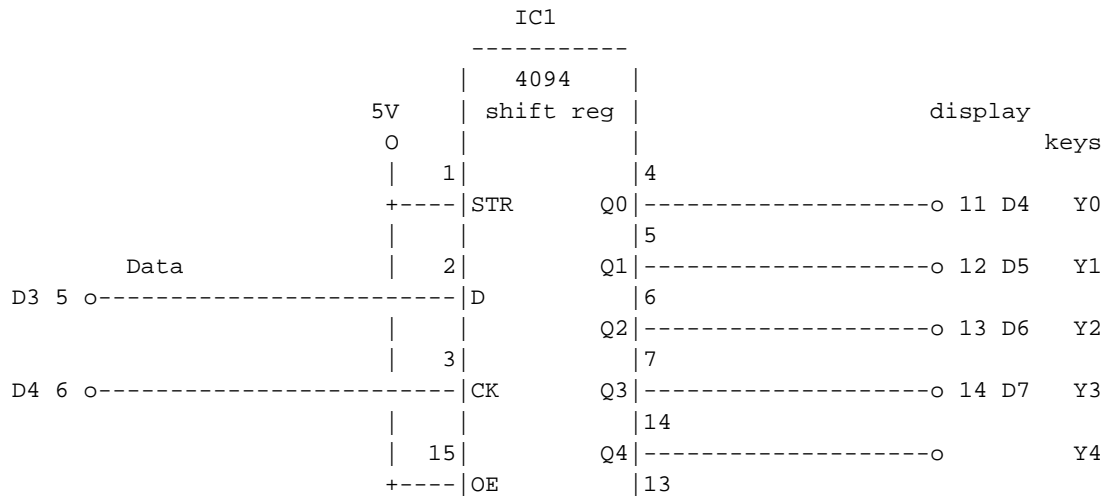 IC1
                                -----------
                               |   4094    |
                         5V    | shift reg |                    display
                          O    |           |                            keys
                          |   1|           |4
                          +----|STR      Q0|--------------------o 11 D4    Y0
                          |    |           |5
        Data              |   2|         Q1|--------------------o 12 D5    Y1
D3 5 o-------------------------|D          |6
                          |    |         Q2|--------------------o 13 D6    Y2
                          |   3|           |7
D4 6 o-------------------------|CK       Q3|--------------------o 14 D7    Y3
                          |    |           |14
                          |  15|         Q4|--------------------o          Y4
                          +----|OE         |13